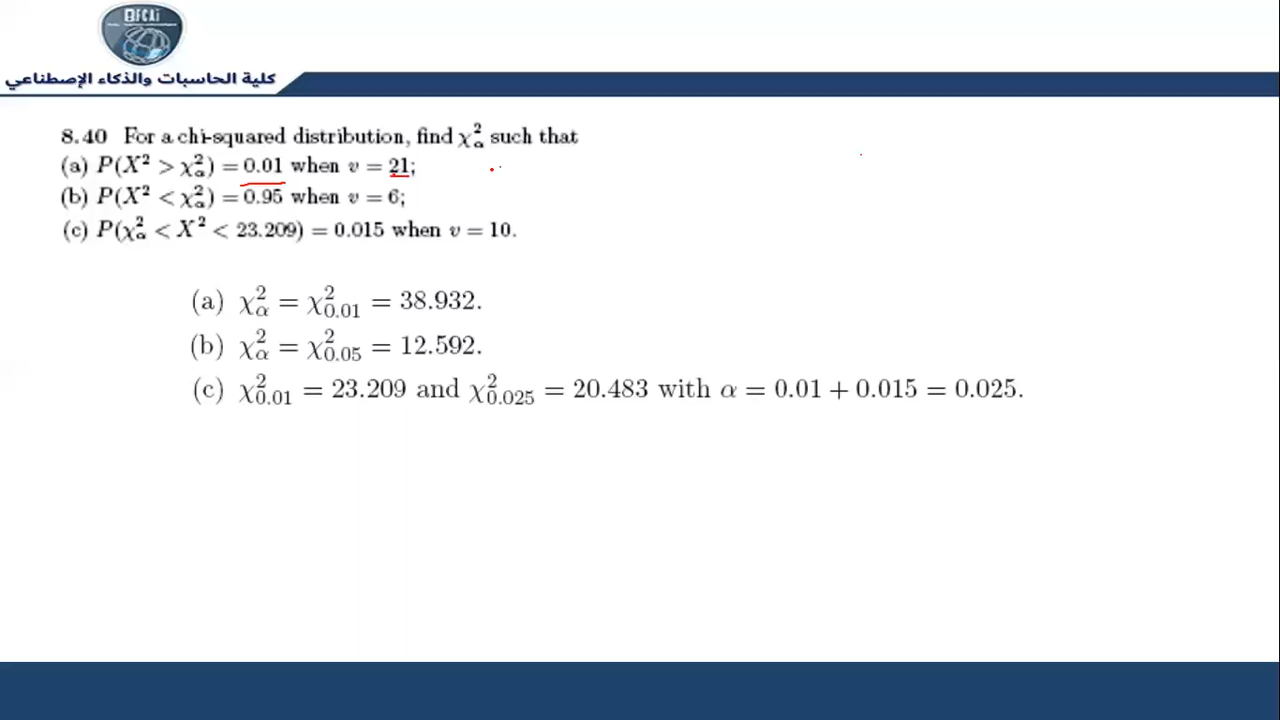 BFCAI
كلية الحاسبات والذكاء الإصطناعي
8.40 For a chi-squared distribution, find χ²_α such that
(a) P(X² > χ²_α) = 0.01 when v = 21;
(b) P(X² < χ²_α) = 0.95 when v = 6;
(c) P(χ²_α < X² < 23.209) = 0.015 when v = 10.
(a) χ²_α = χ²_0.01 = 38.932.
(b) χ²_α = χ²_0.05 = 12.592.
(c) χ²_0.01 = 23.209 and χ²_0.025 = 20.483 with α = 0.01 + 0.015 = 0.025.